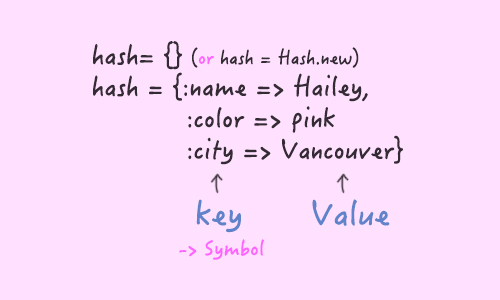 hash= {} (or hash = Hash.new)
hash = {:name => Hailey,
:color => pink
:city => Vancouver}
↑ ↑
key Value
-> Symbol